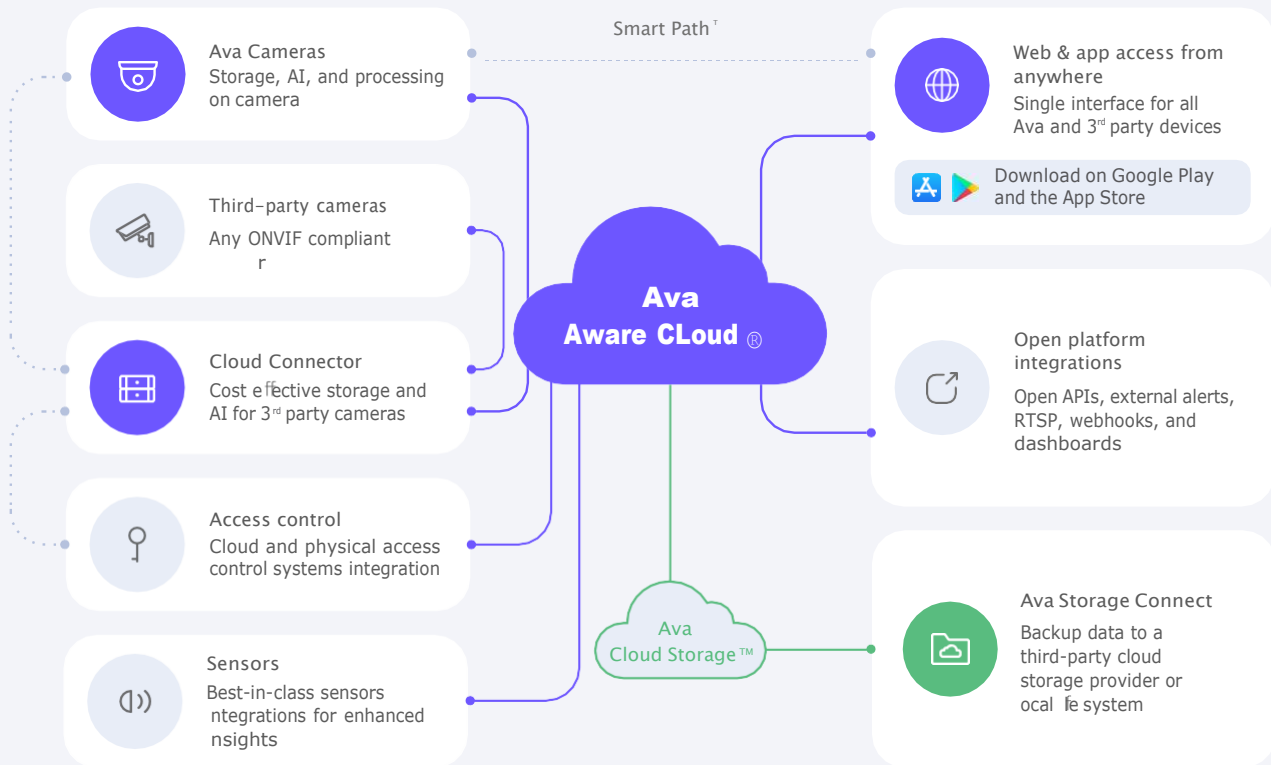 Smart Path ᵀ
Ava Cameras
Storage, AI, and processing
on camera
Third-party cameras
Any ONVIF compliant
r
Cloud Connector
Cost effective storage and
AI for 3rd party cameras
Access control
Cloud and physical access
control systems integration
Sensors
Best-in-class sensors
ntegrations for enhanced
nsights
Ava
Aware CLoud ®
Ava
Cloud Storage™
Web & app access from
anywhere
Single interface for all
Ava and 3rd party devices
Download on Google Play
and the App Store
Open platform
integrations
Open APIs, external alerts,
RTSP, webhooks, and
dashboards
Ava Storage Connect
Backup data to a
third-party cloud
storage provider or
ocal fe system